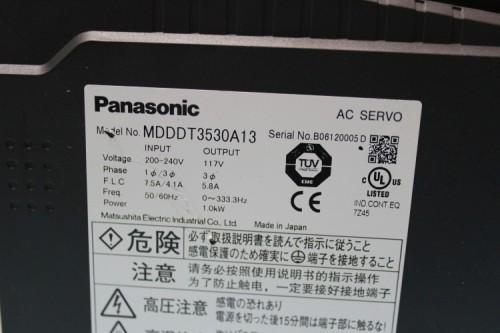 Panasonic
AC SERVO
Model No. MDDDT3530A13
Serial No. B06120005 D
INPUT OUTPUT
Voltage 200-240V 117V
Phase 1ϕ/3ϕ 3ϕ
F.L.C 7.5A/4.1A 5.8A
Freq. 50/60Hz 0~333.3Hz
Power 1.0kW
TÜV
EMC
C UL US
LISTED
IND.CONT.EQ.
7Z45
Matsushita Electric Industrial Co., Ltd. Made in Japan
危険 必ず取扱説明書を読んで指示に従うこと
感電保護のため確実に端子を接地すること
注意 请务必按照使用说明书的指示操作
为了防止触电，一定要接好接地端子
高圧注意 感電の恐れあり
電源を切った後15分間は端子部